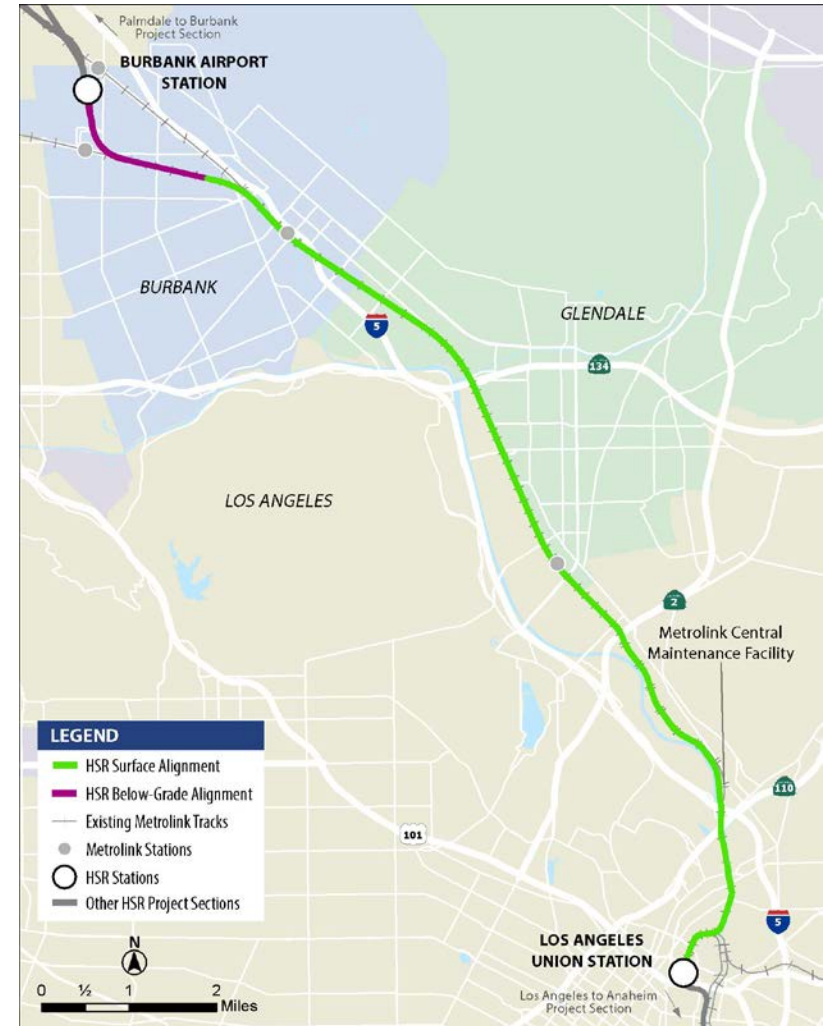 Palmdale to Burbank
Project Section
BURBANK AIRPORT
STATION
BURBANK
5
GLENDALE
134
LOS ANGELES
2
Metrolink Central
Maintenance Facility
LEGEND
HSR Surface Alignment
HSR Below-Grade Alignment
Existing Metrolink Tracks
Metrolink Stations
HSR Stations
Other HSR Project Sections
110
101
5
N
0 ½ 1 2
Miles
LOS ANGELES
UNION STATION
Los Angeles to Anaheim
Project Section